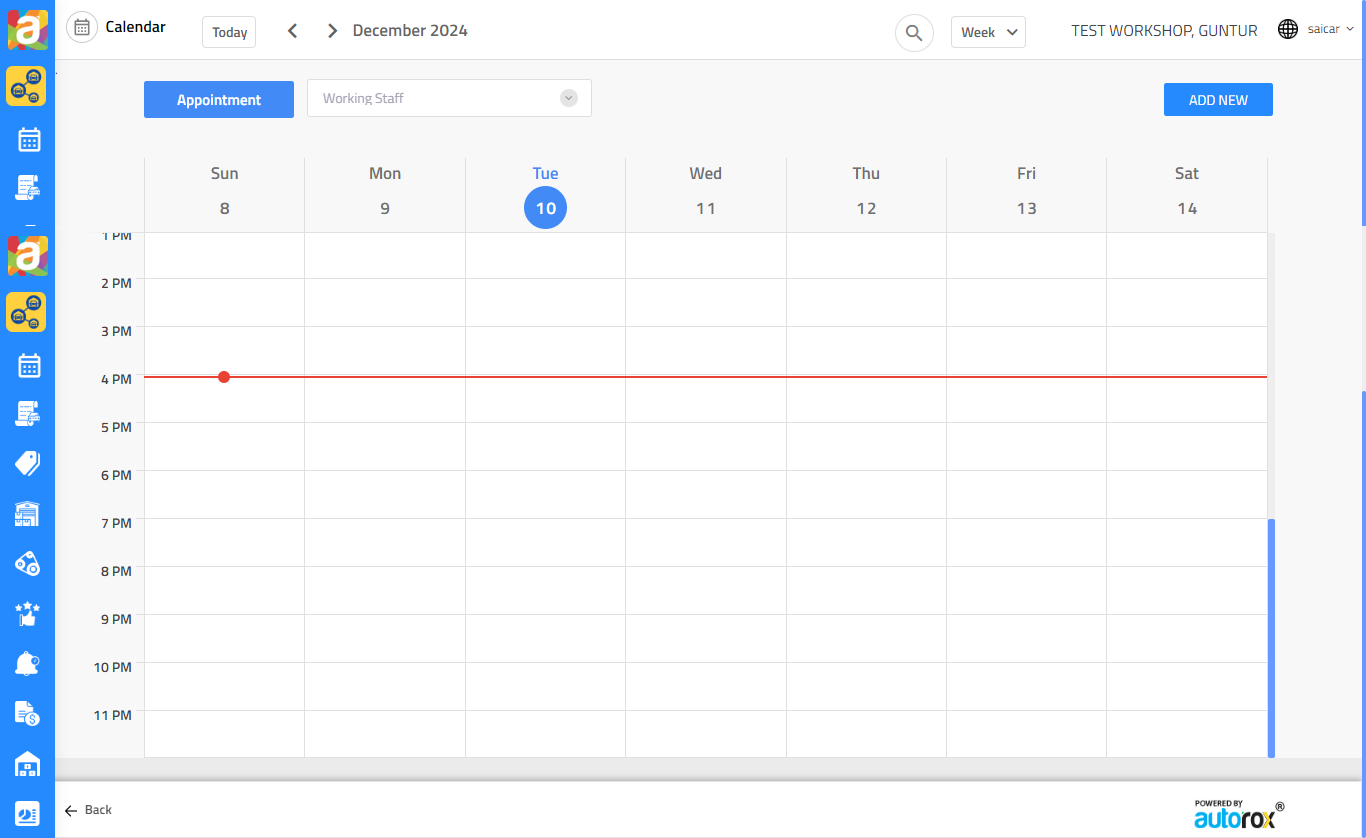 Calendar
Today
December 2024
Week
TEST WORKSHOP, GUNTUR
saicar
Appointment
Working Staff
ADD NEW
Sun Mon Tue Wed Thu Fri Sat
8 9 10 11 12 13 14
1 PM
2 PM
3 PM
4 PM
5 PM
6 PM
7 PM
8 PM
9 PM
10 PM
11 PM
Back
POWERED BY
autorox®